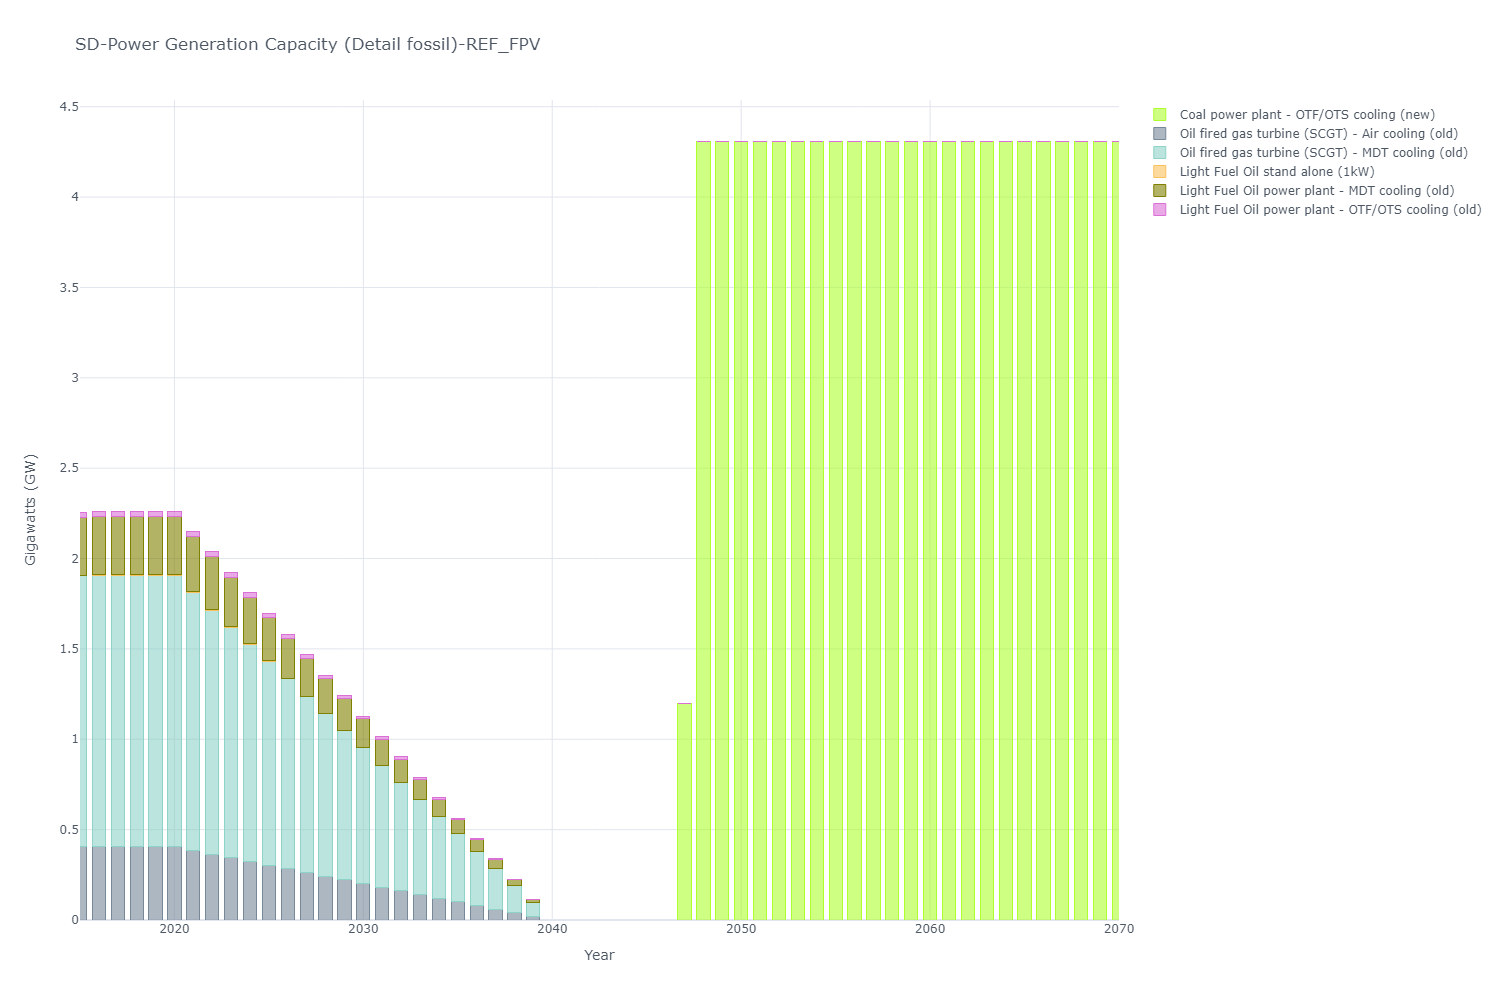 SD-Power Generation Capacity (Detail fossil)-REF_FPV
4.5
4
3.5
3
2.5
2
1.5
1
0.5
0
Gigawatts (GW)
2020
2030
2040
2050
2060
2070
Year
Coal power plant - OTF/OTS cooling (new)
Oil fired gas turbine (SCGT) - Air cooling (old)
Oil fired gas turbine (SCGT) - MDT cooling (old)
Light Fuel Oil stand alone (1kW)
Light Fuel Oil power plant - MDT cooling (old)
Light Fuel Oil power plant - OTF/OTS cooling (old)